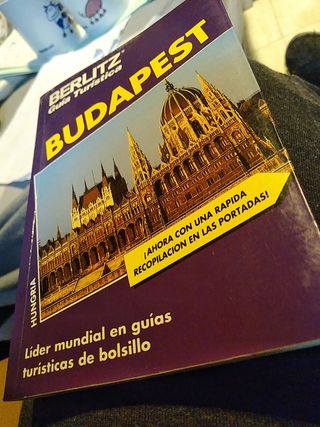 BERLITZ
Guía Turística
BUDAPEST
¡AHORA CON UNA RAPIDA
RECOPILACION EN LAS PORTADAS!
HUNGRIA
Líder mundial en guías
turísticas de bolsillo